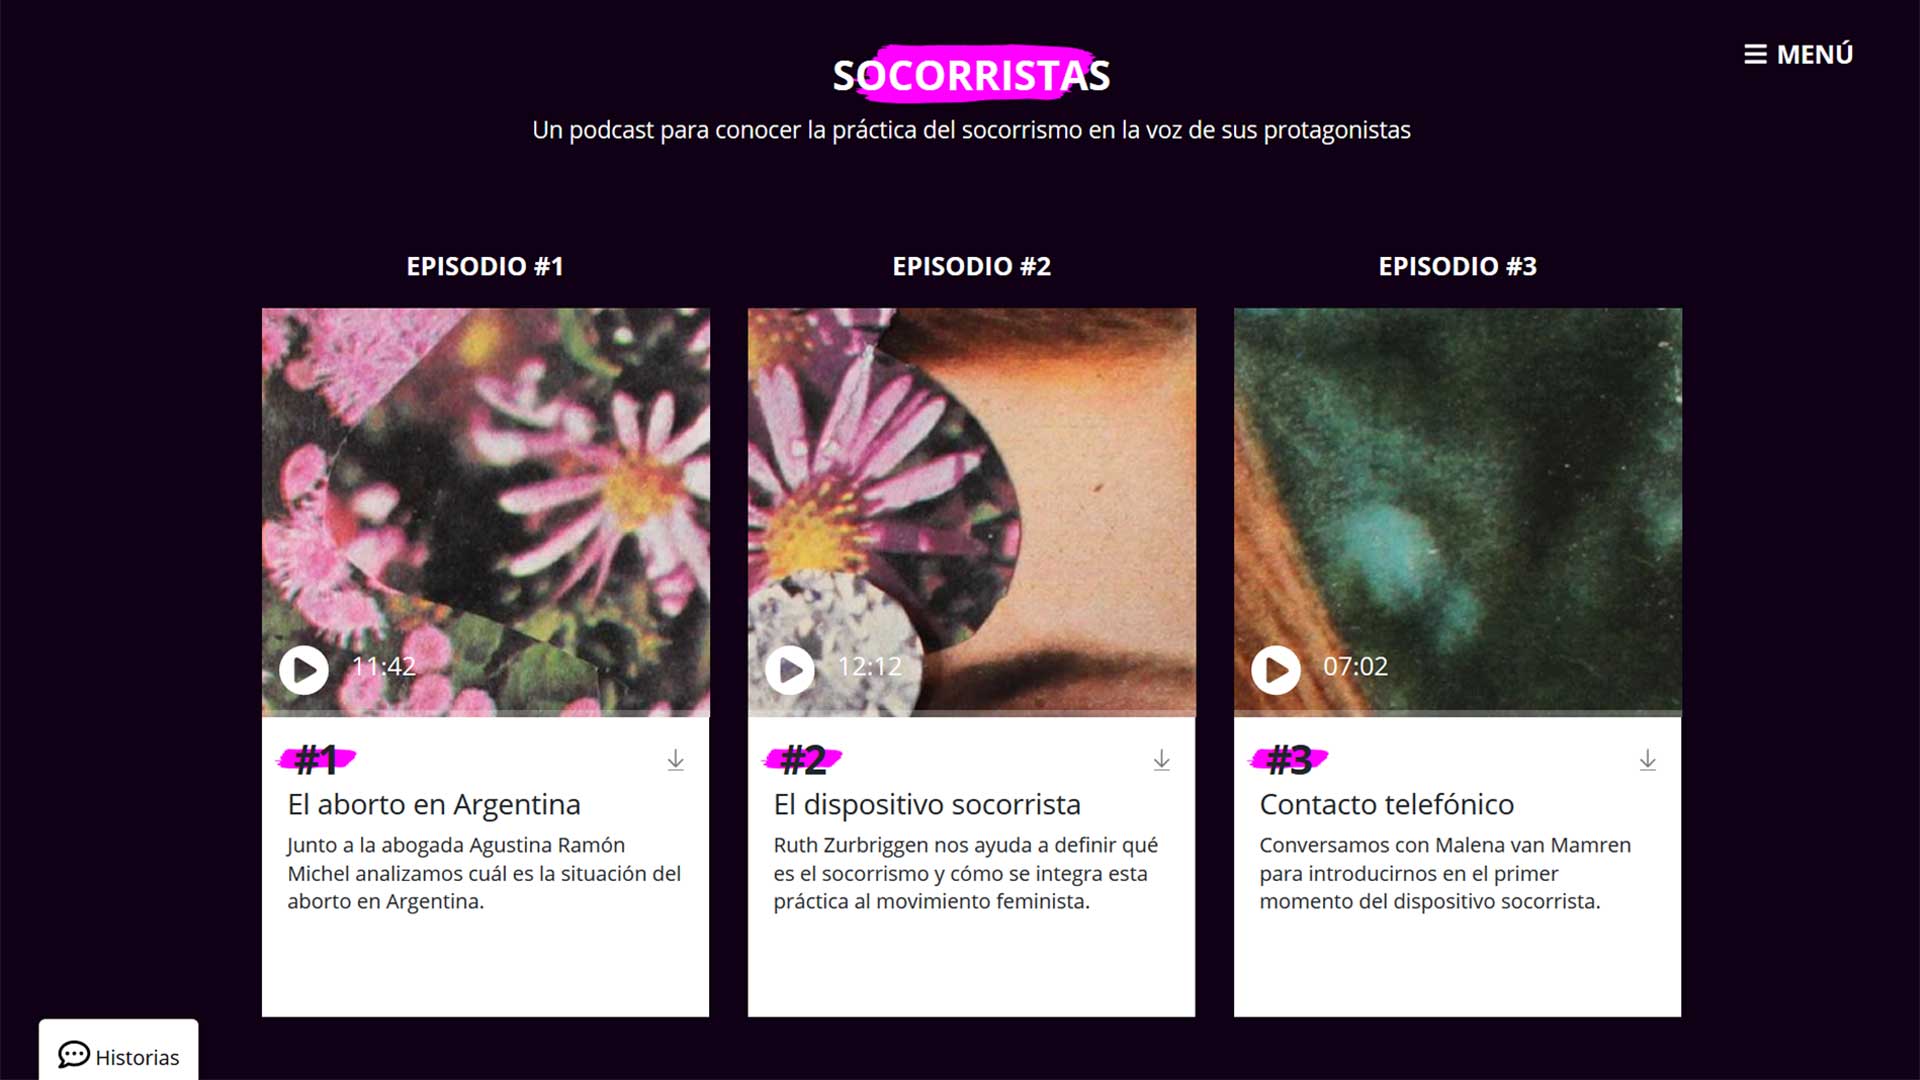 SOCORRISTAS
MENÚ
Un podcast para conocer la práctica del socorrismo en la voz de sus protagonistas
EPISODIO #1
EPISODIO #2
EPISODIO #3
11:42
12:12
07:02
#1
El aborto en Argentina
Junto a la abogada Agustina Ramón
Michel analizamos cuál es la situación del
aborto en Argentina.
#2
El dispositivo socorrista
Ruth Zurbriggen nos ayuda a definir qué
es el socorrismo y cómo se integra esta
práctica al movimiento feminista.
#3
Contacto telefónico
Conversamos con Malena van Mamren
para introducirnos en el primer
momento del dispositivo socorrista.
Historias